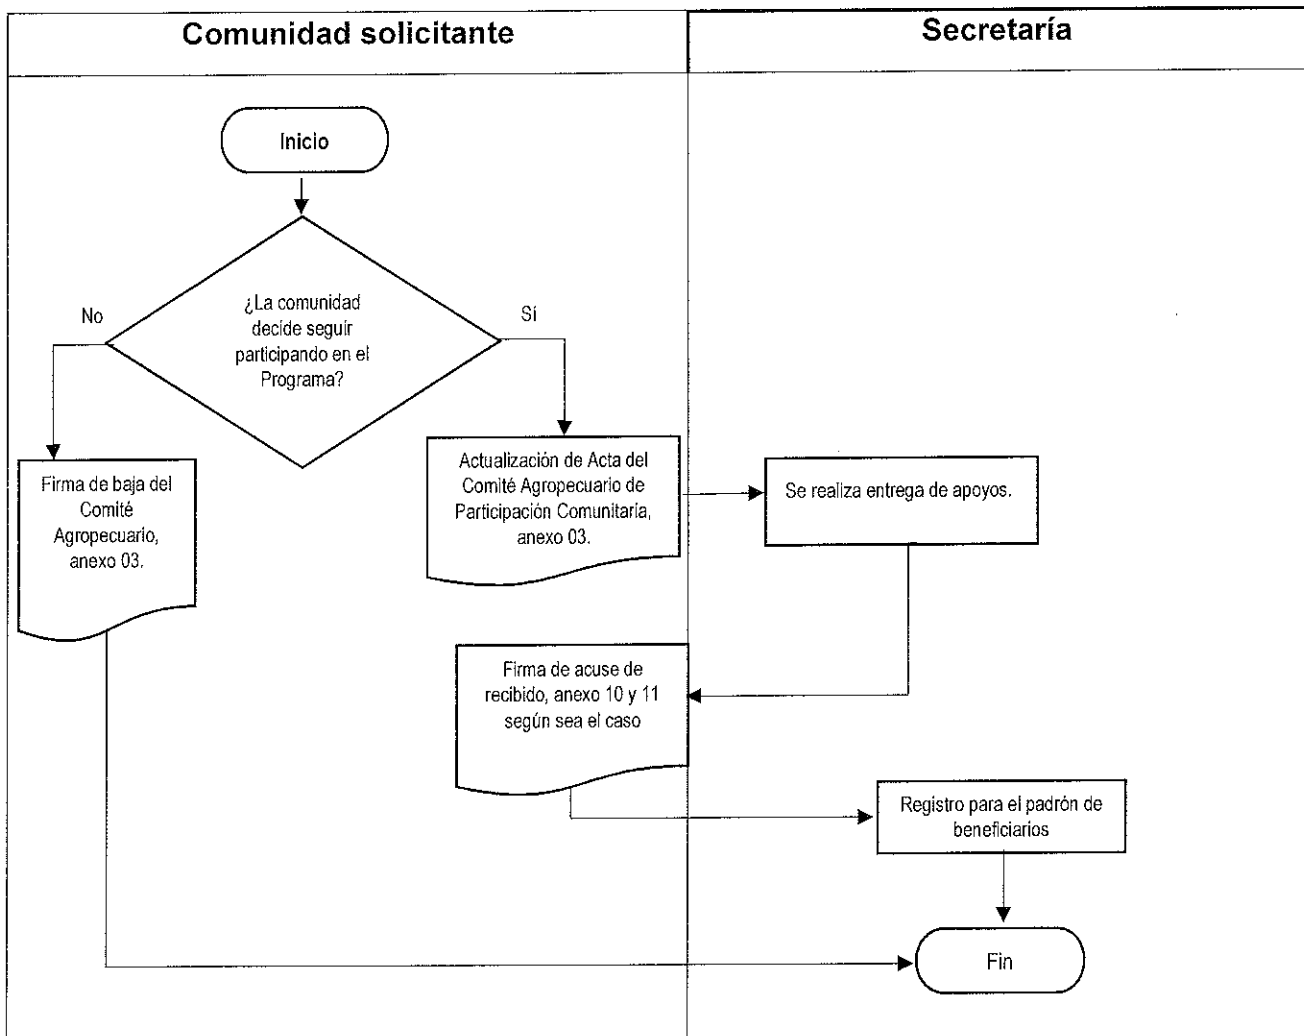 Comunidad solicitante
Secretaría
Inicio
¿La comunidad
decide seguir
participando en el
Programa?
No
Sí
Firma de baja del
Comité
Agropecuario,
anexo 03.
Actualización de Acta del
Comité Agropecuario de
Participación Comunitaria,
anexo 03.
Se realiza entrega de apoyos.
Firma de acuse de
recibido, anexo 10 y 11
según sea el caso
Registro para el padrón de
beneficiarios
Fin